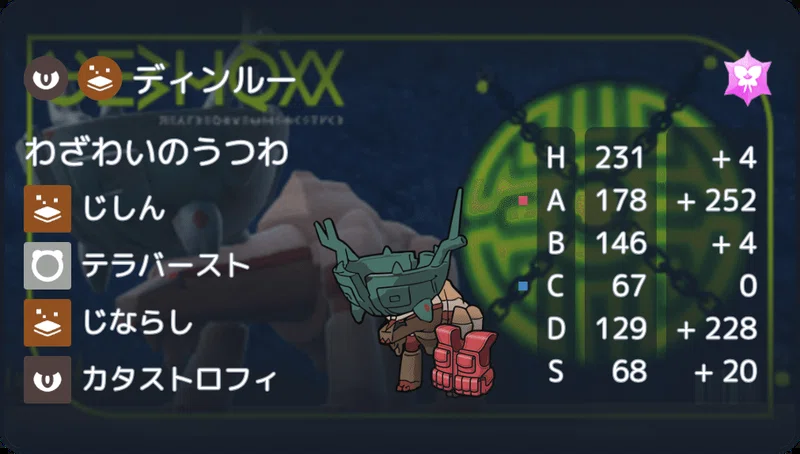 ディンルー
わざわいのうつわ
じしん
テラバースト
じならし
カタストロフィ
H 231 +4
A 178 +252
B 146 +4
C 67 0
D 129 +228
S 68 +20